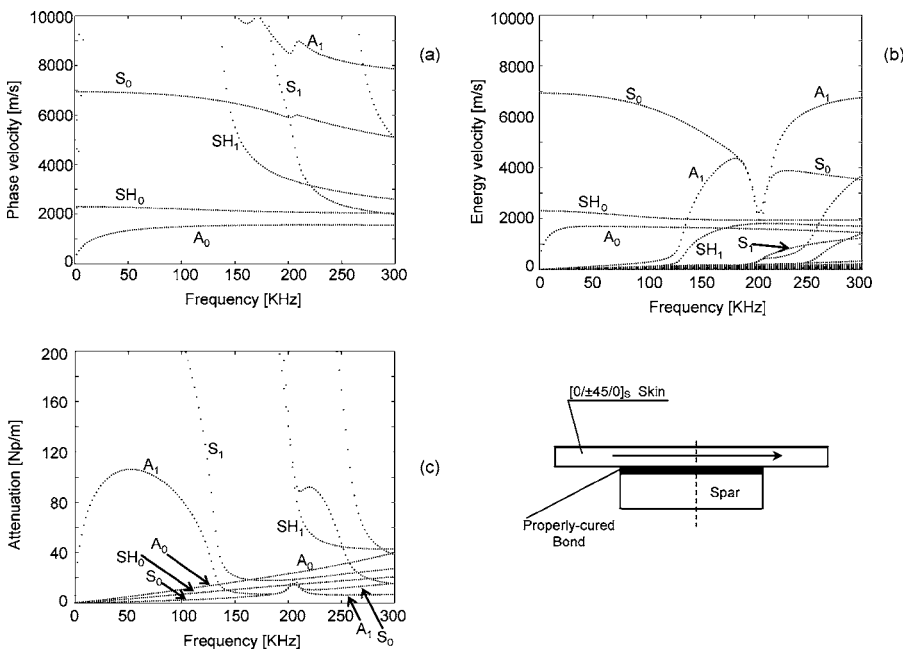 10000
8000
6000
4000
2000
0
Phase velocity [m/s]
0 50 100 150 200 250 300
Frequency [KHz]
A1
S0
S1
SH1
SH0
A0
(a)
10000
8000
6000
4000
2000
0
Energy velocity [m/s]
0 50 100 150 200 250 300
Frequency [KHz]
S0
A1
A1
S0
SH0
A0
SH1
S1
(b)
200
160
120
80
40
0
Attenuation [Np/m]
0 50 100 150 200 250 300
Frequency [KHz]
A1
S1
SH1
A0
A0
SH0
S0
A1 S0
(c)
[0/±45/0]S Skin
Spar
Properly-cured
Bond